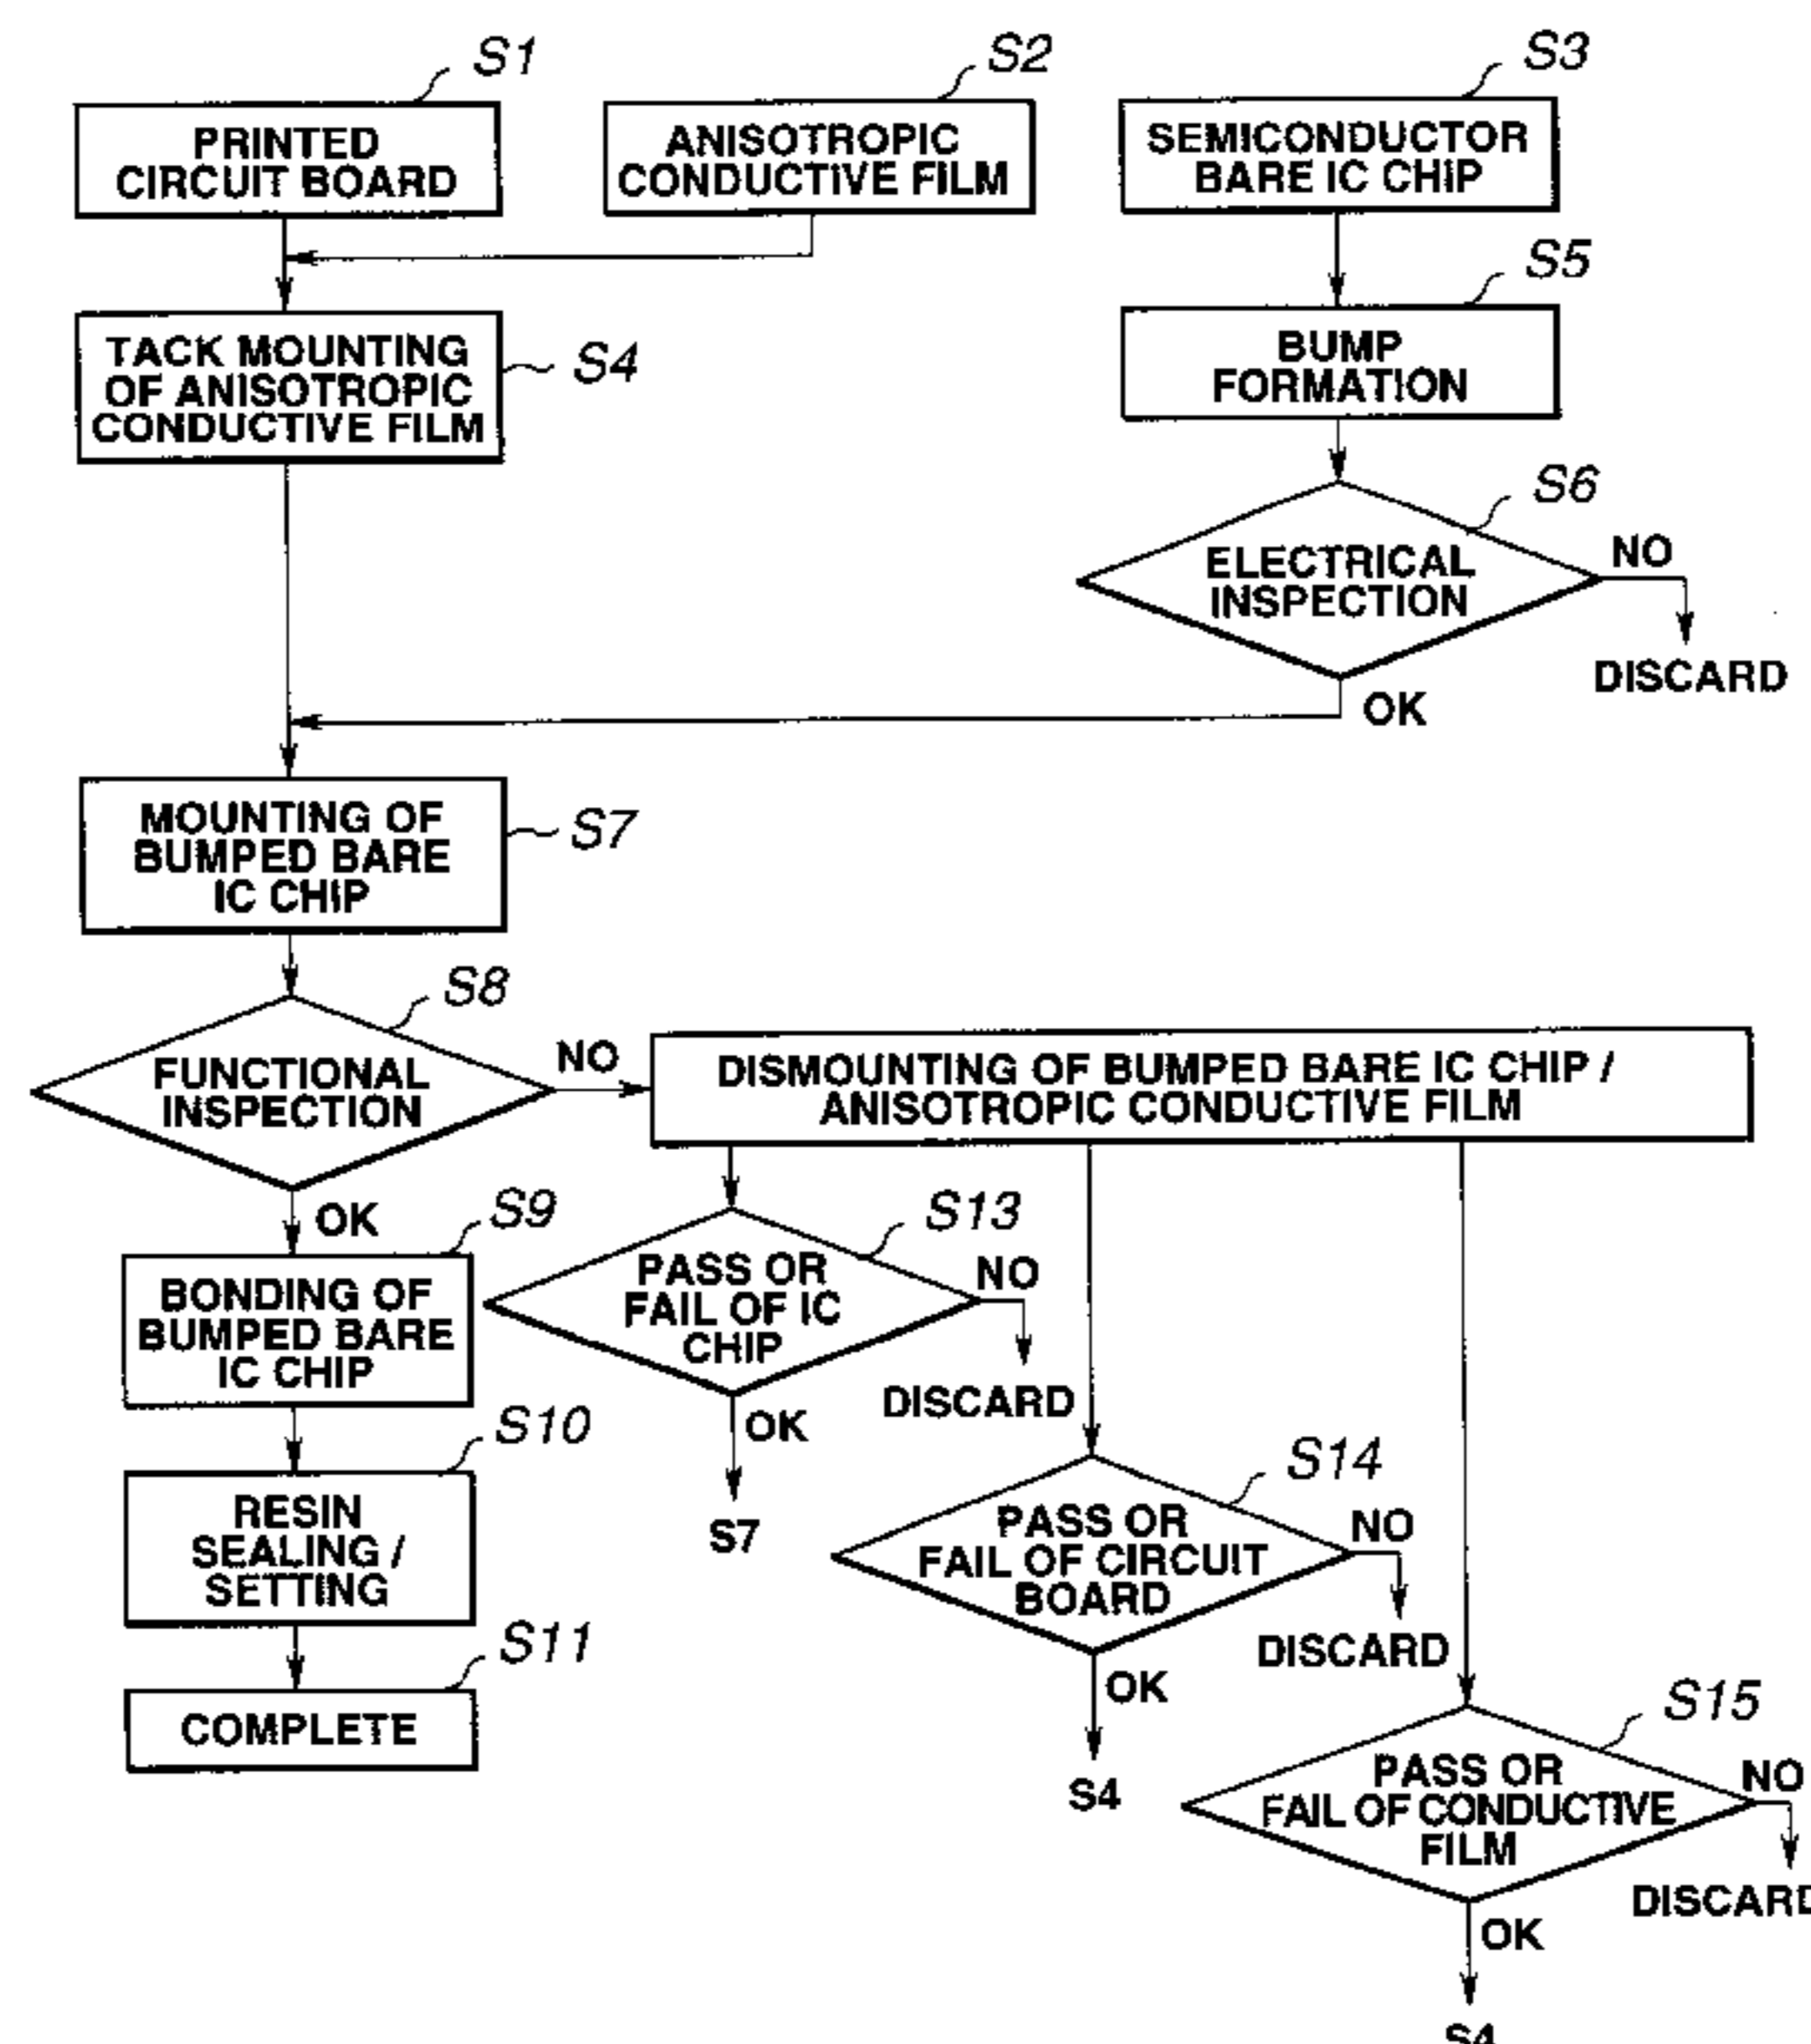 S1
PRINTED
CIRCUIT BOARD
S2
ANISOTROPIC
CONDUCTIVE FILM
S3
SEMICONDUCTOR
BARE IC CHIP
S4
TACK MOUNTING
OF ANISOTROPIC
CONDUCTIVE FILM
S5
BUMP
FORMATION
S6
ELECTRICAL
INSPECTION
NO
DISCARD
OK
S7
MOUNTING OF
BUMPED BARE
IC CHIP
S8
FUNCTIONAL
INSPECTION
NO
DISMOUNTING OF BUMPED BARE IC CHIP /
ANISOTROPIC CONDUCTIVE FILM
OK
S9
BONDING OF
BUMPED BARE
IC CHIP
S10
RESIN
SEALING /
SETTING
S11
COMPLETE
S13
PASS OR
FAIL OF IC
CHIP
NO
DISCARD
OK
S7
S14
PASS OR
FAIL OF CIRCUIT
BOARD
NO
DISCARD
OK
S4
S15
PASS OR
FAIL OF CONDUCTIVE
FILM
NO
DISCARD
OK
S4